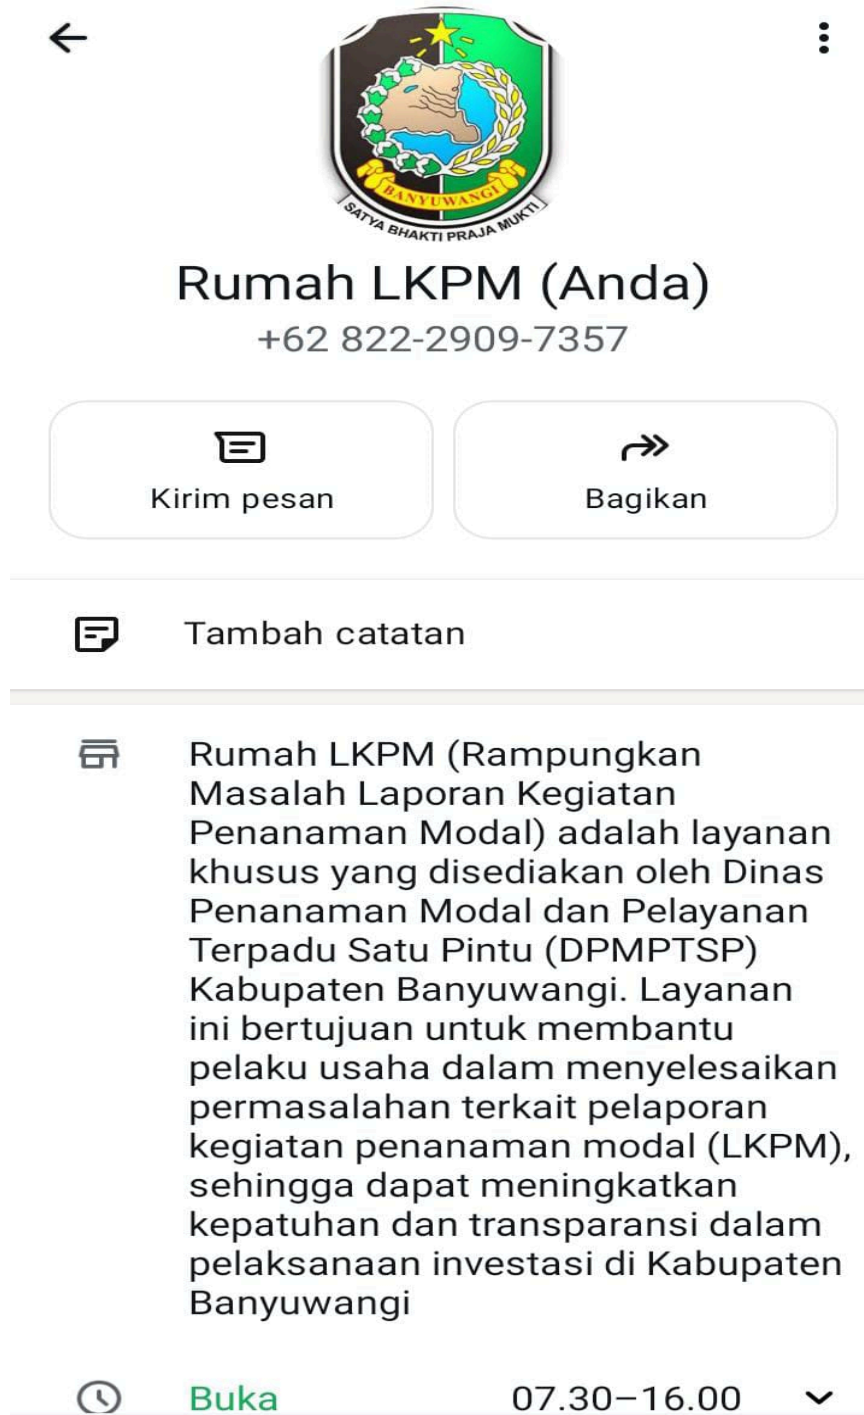 BANYUWANGI
SATYA BHAKTI PRAJA MUKTI
Rumah LKPM (Anda)
+62 822-2909-7357
Kirim pesan
Bagikan
Tambah catatan
Rumah LKPM (Rampungkan
Masalah Laporan Kegiatan
Penanaman Modal) adalah layanan
khusus yang disediakan oleh Dinas
Penanaman Modal dan Pelayanan
Terpadu Satu Pintu (DPMPTSP)
Kabupaten Banyuwangi. Layanan
ini bertujuan untuk membantu
pelaku usaha dalam menyelesaikan
permasalahan terkait pelaporan
kegiatan penanaman modal (LKPM),
sehingga dapat meningkatkan
kepatuhan dan transparansi dalam
pelaksanaan investasi di Kabupaten
Banyuwangi
Buka 07.30–16.00